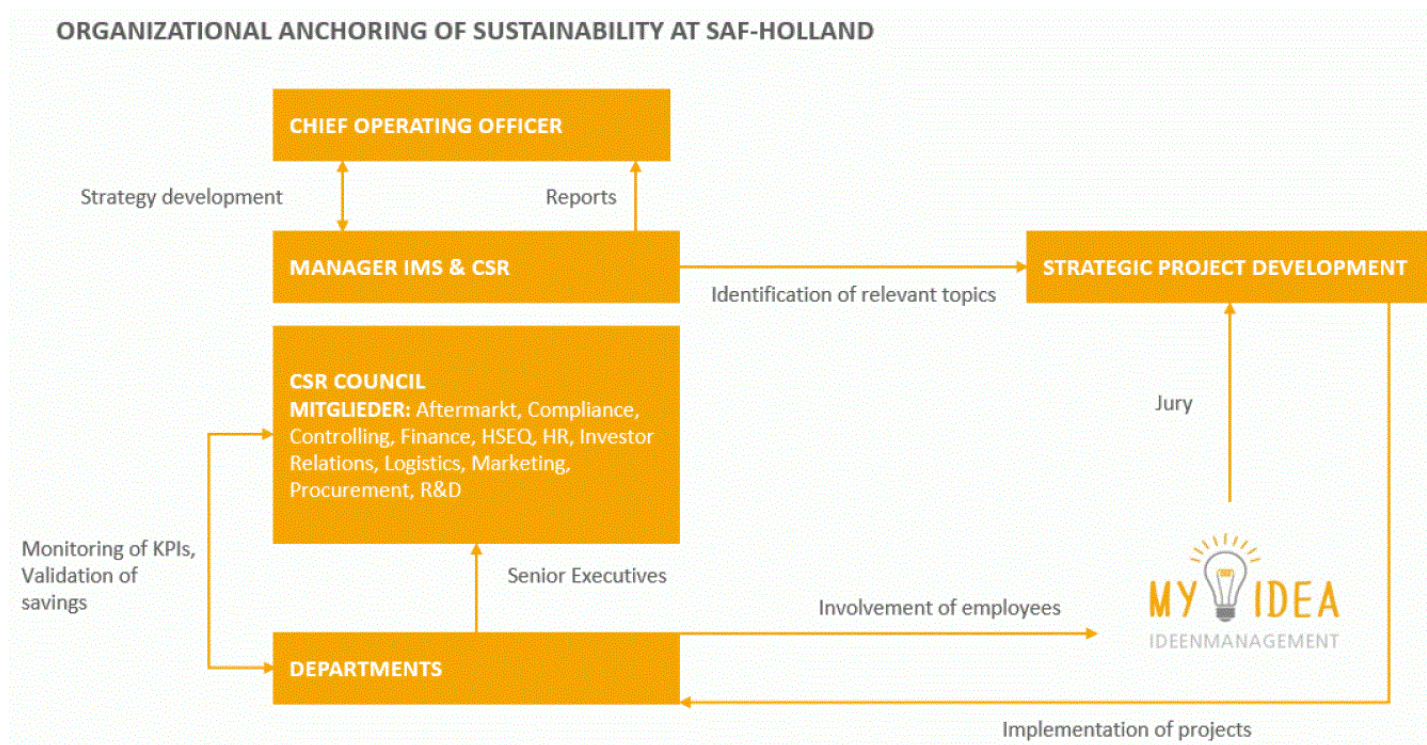 ORGANIZATIONAL ANCHORING OF SUSTAINABILITY AT SAF-HOLLAND
CHIEF OPERATING OFFICER
Strategy development
Reports
MANAGER IMS & CSR
Identification of relevant topics
STRATEGIC PROJECT DEVELOPMENT
CSR COUNCIL
MITGLIEDER: Aftermarkt, Compliance,
Controlling, Finance, HSEQ, HR, Investor
Relations, Logistics, Marketing,
Procurement, R&D
Jury
Monitoring of KPIs,
Validation of
savings
Senior Executives
Involvement of employees
MY IDEA
IDEENMANAGEMENT
DEPARTMENTS
Implementation of projects